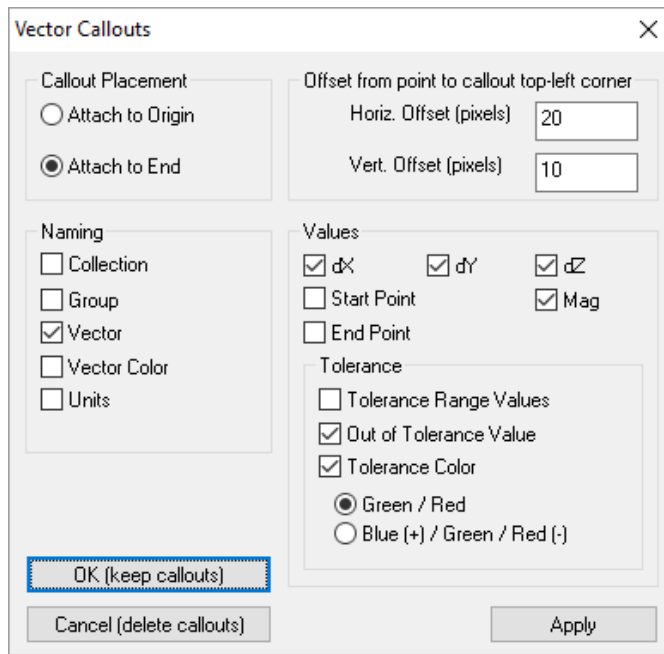 Vector Callouts
Callout Placement
Attach to Origin
Attach to End
Offset from point to callout top-left corner
Horiz. Offset (pixels)
20
Vert. Offset (pixels)
10
Naming
Collection
Group
Vector
Vector Color
Units
Values
dX dY dZ
Start Point Mag
End Point
Tolerance
Tolerance Range Values
Out of Tolerance Value
Tolerance Color
Green / Red
Blue (+) / Green / Red (-)
OK (keep callouts)
Cancel (delete callouts)
Apply